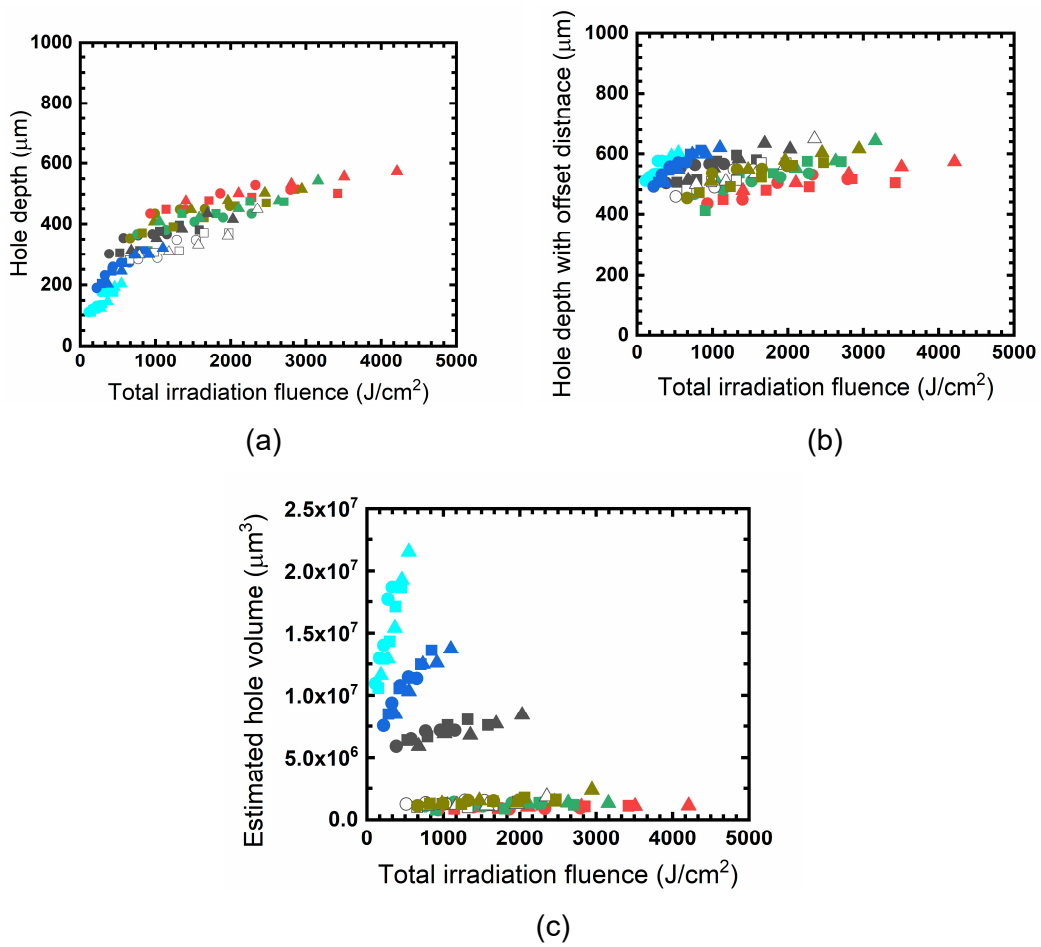 1000
800
600
400
200
0
Hole depth (μm)
0 1000 2000 3000 4000 5000
Total irradiation fluence (J/cm²)
(a)
1000
800
600
400
200
0
Hole depth with offset distnace (μm)
0 1000 2000 3000 4000 5000
Total irradiation fluence (J/cm²)
(b)
2.5x10⁷
2.0x10⁷
1.5x10⁷
1.0x10⁷
5.0x10⁶
0.0
Estimated hole volume (μm³)
0 1000 2000 3000 4000 5000
Total irradiation fluence (J/cm²)
(c)